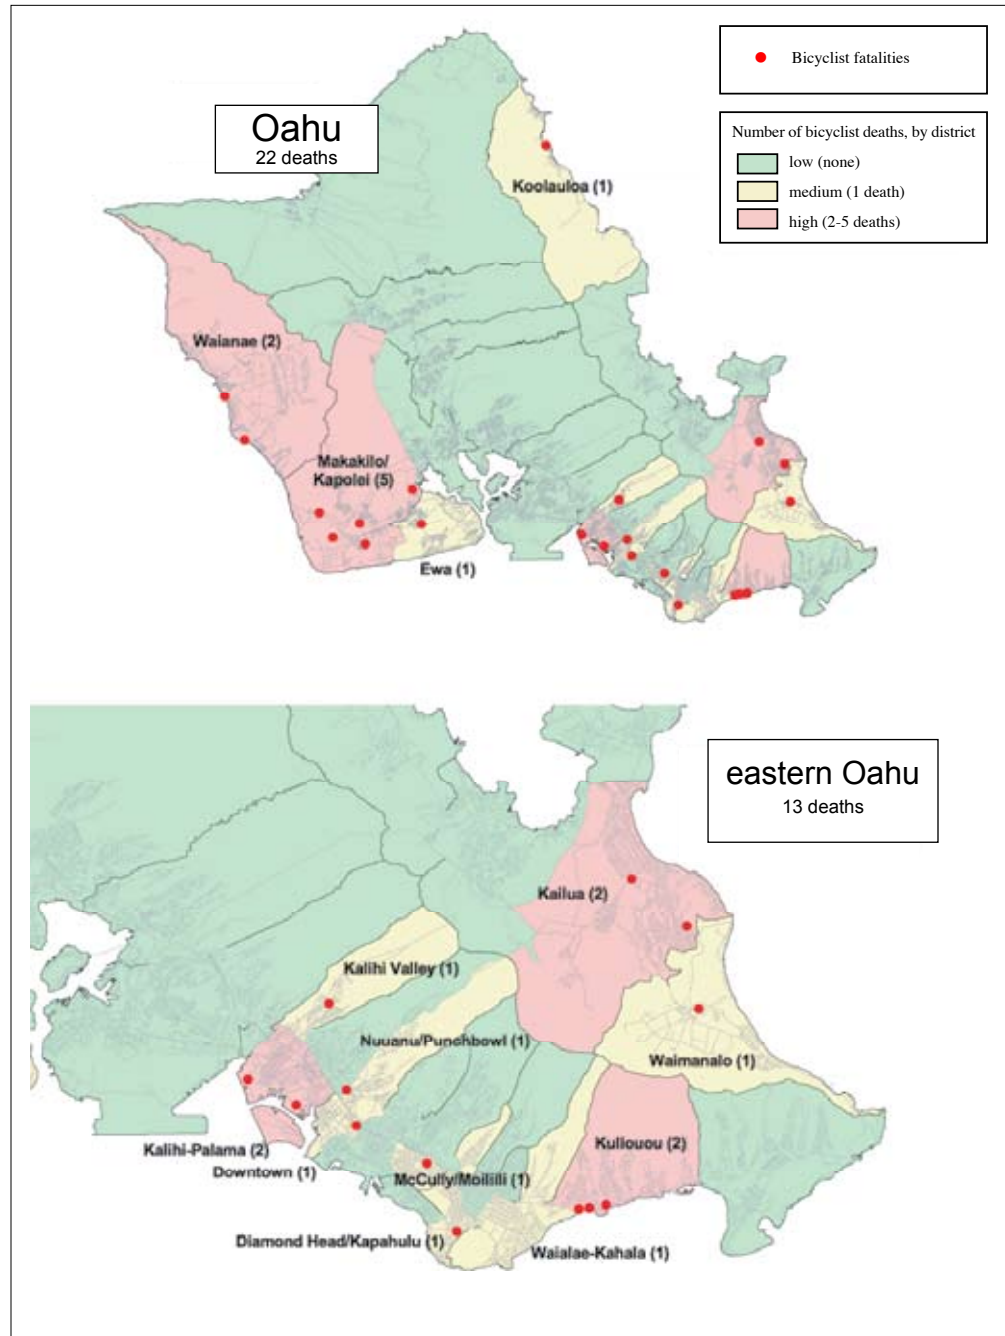 Bicyclist fatalities
Oahu
22 deaths
Number of bicyclist deaths, by district
low (none)
medium (1 death)
high (2-5 deaths)
Koolauloa (1)
Waianae (2)
Makakilo/
Kapolei (5)
Ewa (1)
eastern Oahu
13 deaths
Kailua (2)
Kalihi Valley (1)
Nuuanu/Punchbowl (1)
Waimanalo (1)
Kalihi-Palama (2)
Downtown (1)
Kuliouou (2)
McCully/Moiliili (1)
Diamond Head/Kapahulu (1)
Waialae-Kahala (1)